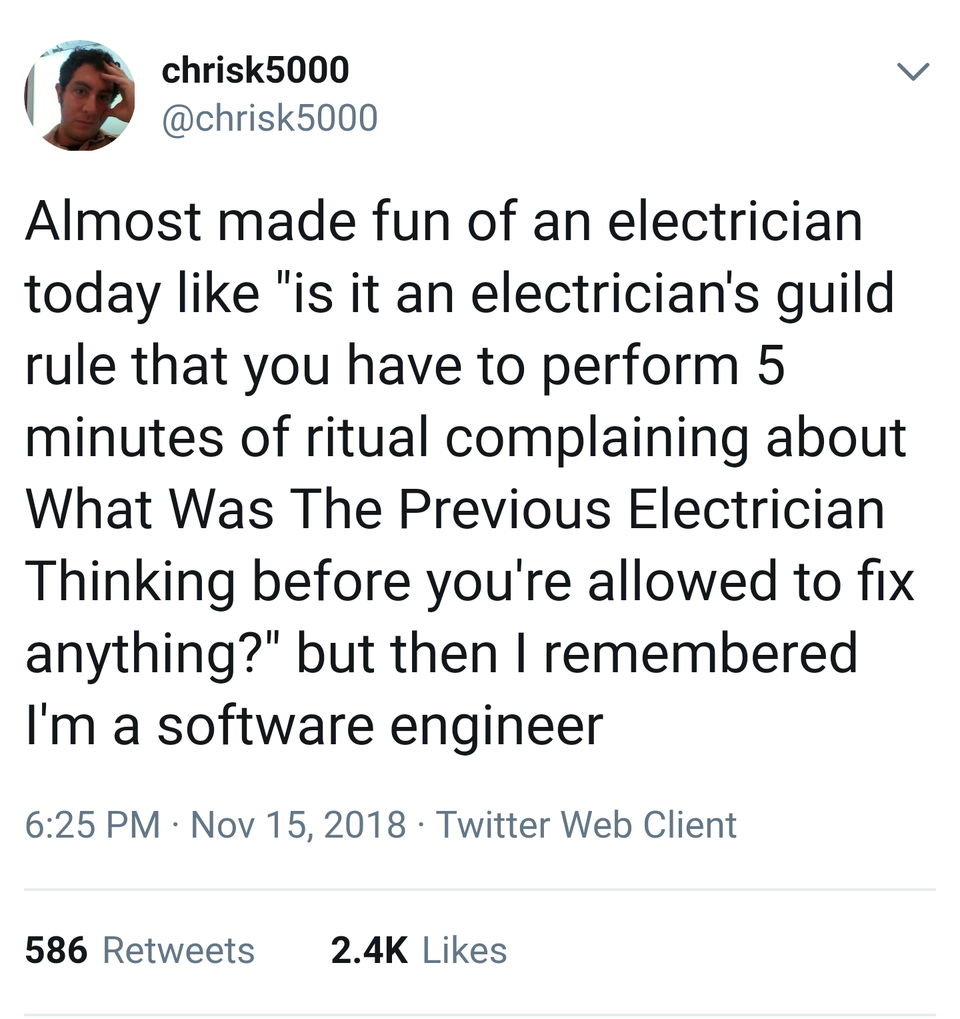 chrisk5000
@chrisk5000
Almost made fun of an electrician
today like "is it an electrician's guild
rule that you have to perform 5
minutes of ritual complaining about
What Was The Previous Electrician
Thinking before you're allowed to fix
anything?" but then I remembered
I'm a software engineer
6:25 PM · Nov 15, 2018 · Twitter Web Client
586 Retweets 2.4K Likes